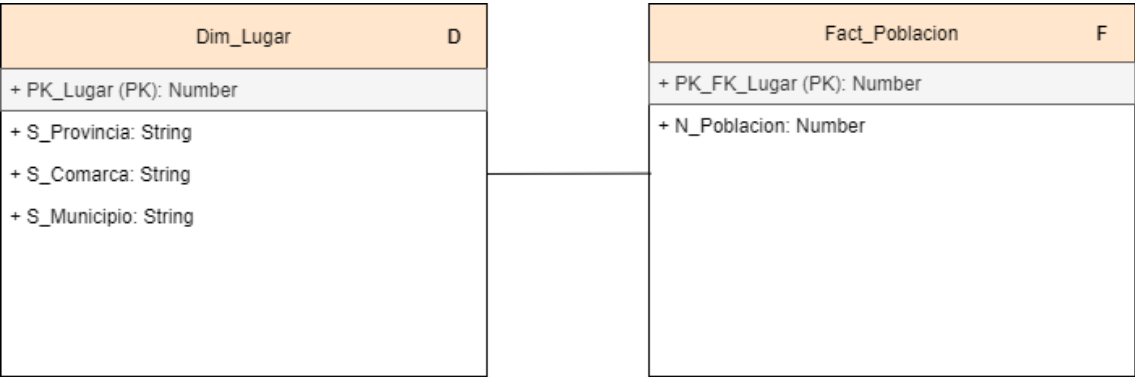 Dim_Lugar D
+ PK_Lugar (PK): Number
+ S_Provincia: String
+ S_Comarca: String
+ S_Municipio: String
Fact_Poblacion F
+ PK_FK_Lugar (PK): Number
+ N_Poblacion: Number